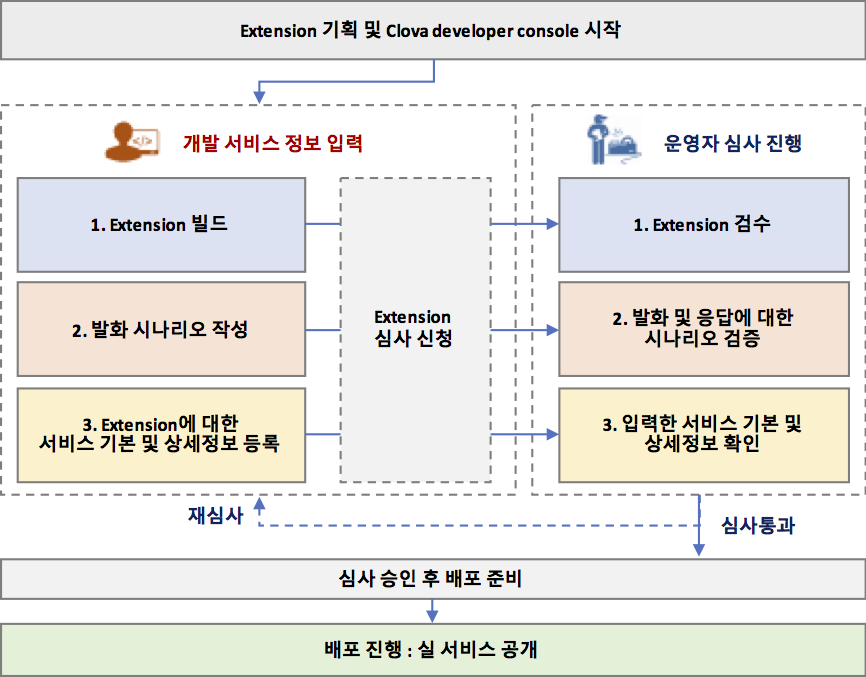 Extension 기획 및 Clova developer console 시작
개발 서비스 정보 입력
1. Extension 빌드
2. 발화 시나리오 작성
3. Extension에 대한
서비스 기본 및 상세정보 등록
Extension
심사 신청
운영자 심사 진행
1. Extension 검수
2. 발화 및 응답에 대한
시나리오 검증
3. 입력한 서비스 기본 및
상세정보 확인
재심사
심사통과
심사 승인 후 배포 준비
배포 진행 : 실 서비스 공개